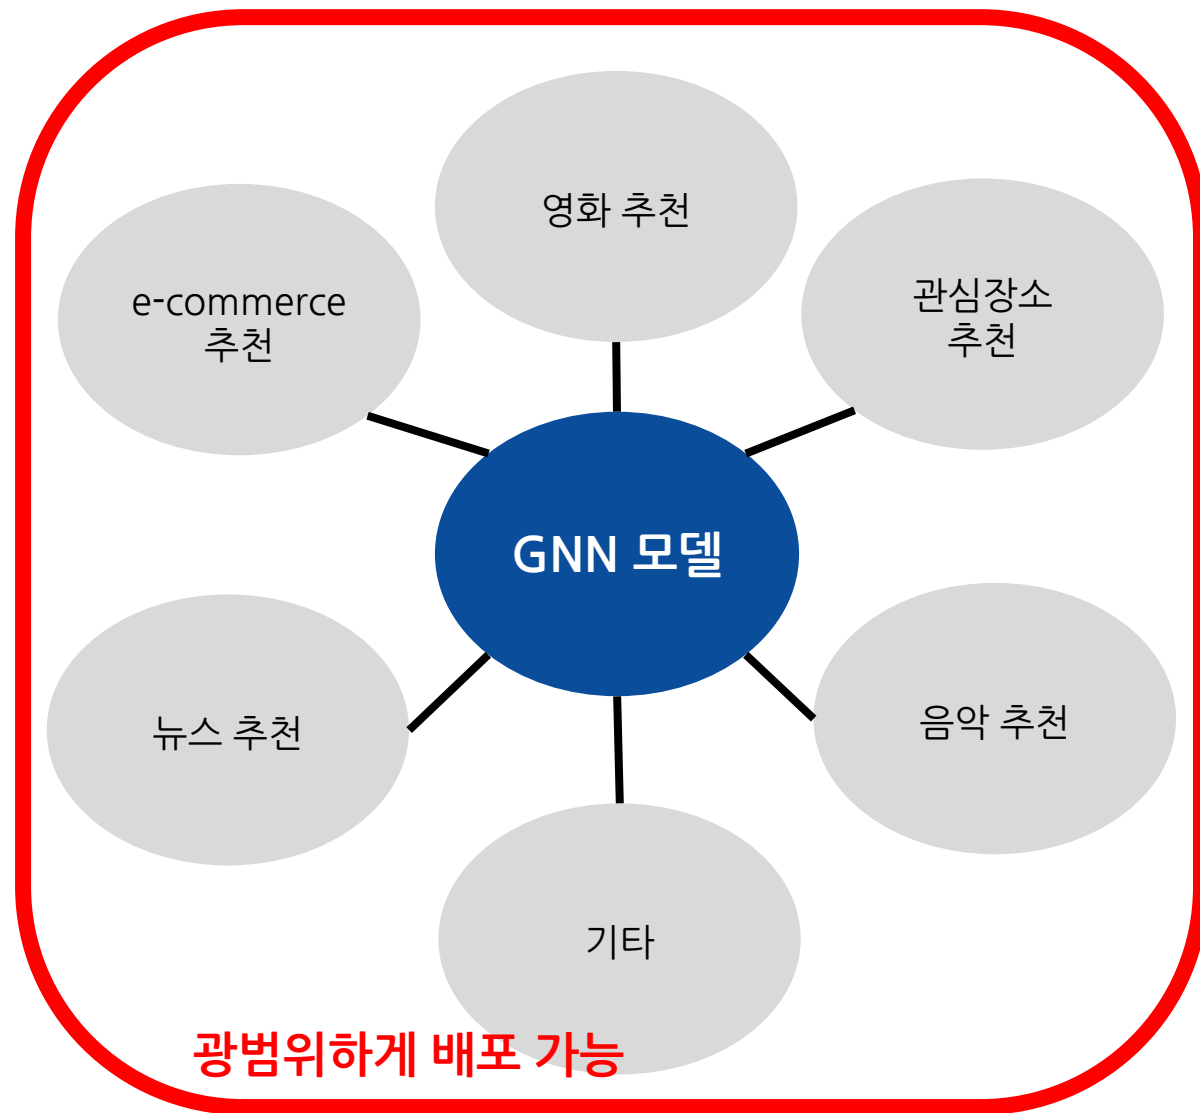 영화 추천
e-commerce
추천
관심장소
추천
GNN 모델
뉴스 추천
음악 추천
기타
광범위하게 배포 가능